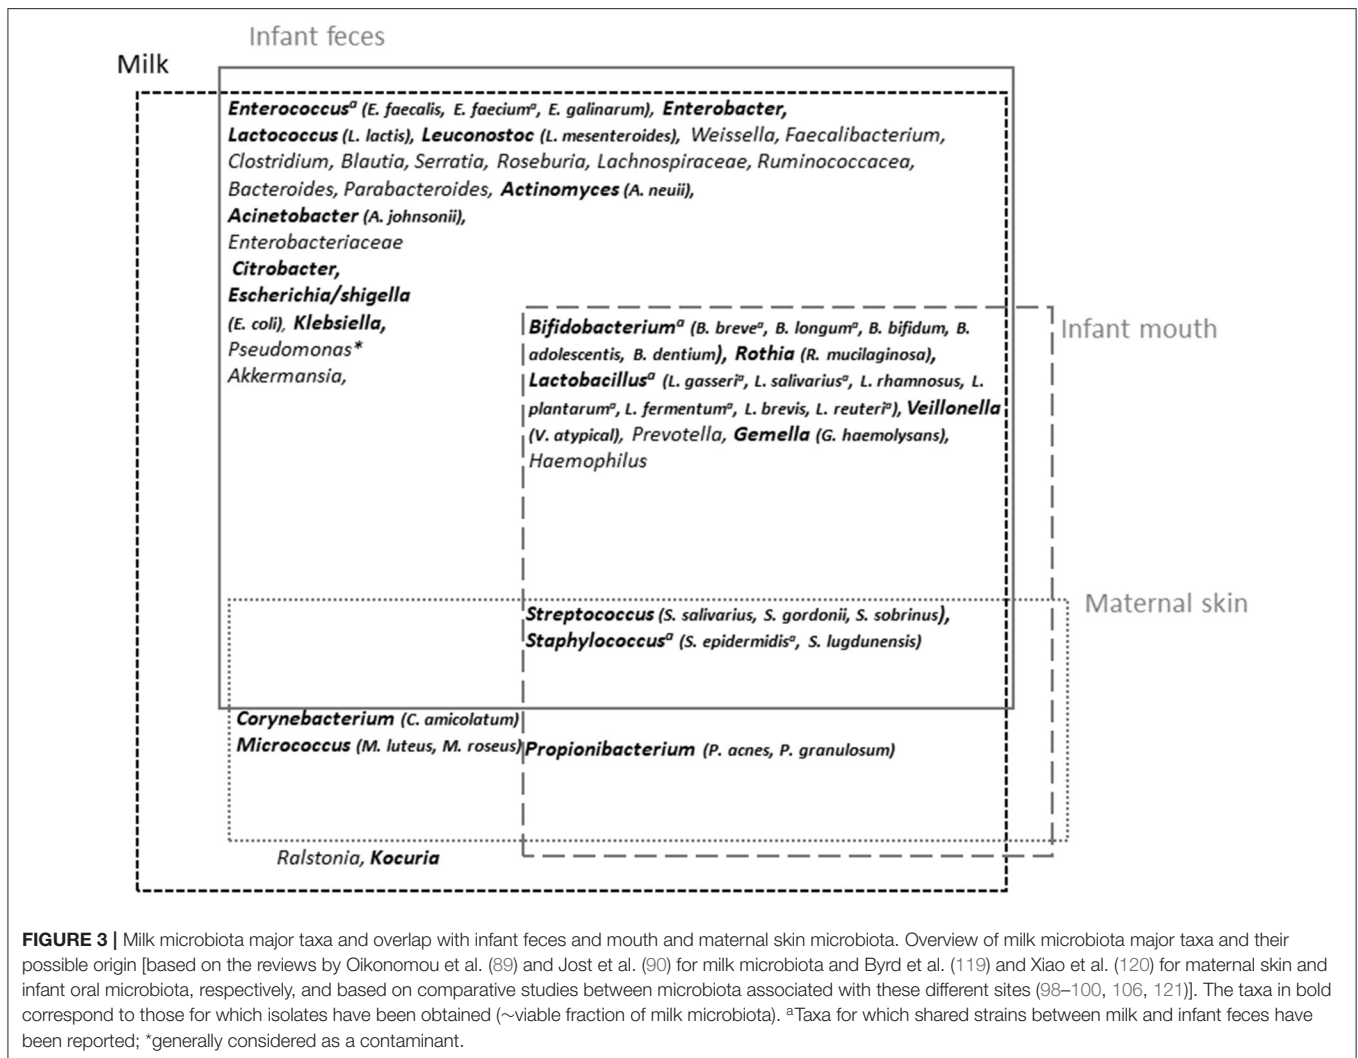 Infant feces
Milk
Enterococcusᵃ (E. faecalis, E. faeciumᵃ, E. galinarum), Enterobacter,
Lactococcus (L. lactis), Leuconostoc (L. mesenteroides), Weissella, Faecalibacterium,
Clostridium, Blautia, Serratia, Roseburia, Lachnospiraceae, Ruminococcacea,
Bacteroides, Parabacteroides, Actinomyces (A. neuii),
Acinetobacter (A. johnsonii),
Enterobacteriaceae
Citrobacter,
Escherichia/shigella
(E. coli), Klebsiella,
Pseudomonas*
Akkermansia,
Bifidobacteriumᵃ (B. breveᵃ, B. longumᵃ, B. bifidum, B.
adolescentis, B. dentium), Rothia (R. mucilaginosa),
Lactobacillusᵃ (L. gasseriᵃ, L. salivariusᵃ, L. rhamnosus, L.
plantarumᵃ, L. fermentumᵃ, L. brevis, L. reuteriᵃ), Veillonella
(V. atypical), Prevotella, Gemella (G. haemolysans),
Haemophilus
Infant mouth
Maternal skin
Streptococcus (S. salivarius, S. gordonii, S. sobrinus),
Staphylococcusᵃ (S. epidermidisᵃ, S. lugdunensis)
Corynebacterium (C. amicolatum)
Micrococcus (M. luteus, M. roseus)
Propionibacterium (P. acnes, P. granulosum)
Ralstonia, Kocuria
FIGURE 3 | Milk microbiota major taxa and overlap with infant feces and mouth and maternal skin microbiota. Overview of milk microbiota major taxa and their
possible origin [based on the reviews by Oikonomou et al. (89) and Jost et al. (90) for milk microbiota and Byrd et al. (119) and Xiao et al. (120) for maternal skin and
infant oral microbiota, respectively, and based on comparative studies between microbiota associated with these different sites (98–100, 106, 121)]. The taxa in bold
correspond to those for which isolates have been obtained (~viable fraction of milk microbiota). ᵃTaxa for which shared strains between milk and infant feces have
been reported; *generally considered as a contaminant.